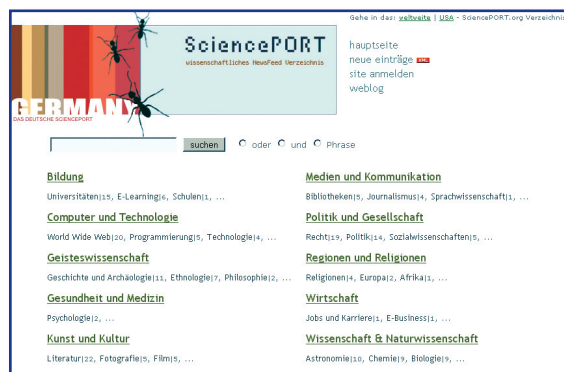 Gehe in das: weltweite | USA - SciencePORT.org Verzeichnis
SciencePORT
wissenschaftliches NewsFeed Verzeichnis
hauptseite
neue einträge XML
site anmelden
weblog
GERMANY
DAS DEUTSCHE SCIENCEPORT
suchen oder und Phrase
Bildung
Universitäten|15, E-Learning|6, Schulen|1, ...
Computer und Technologie
World Wide Web|20, Programmierung|5, Technologie|4, ...
Geisteswissenschaft
Geschichte und Archäologie|11, Ethnologie|7, Philosophie|2, ...
Gesundheit und Medizin
Psychologie|2, ...
Kunst und Kultur
Literatur|22, Fotografie|5, Film|5, ...
Medien und Kommunikation
Bibliotheken|5, Journalismus|4, Sprachwissenschaft|1, ...
Politik und Gesellschaft
Recht|19, Politik|14, Sozialwissenschaften|5, ...
Regionen und Religionen
Religionen|4, Europa|2, Afrika|1, ...
Wirtschaft
Jobs und Karriere|1, E-Business|1, ...
Wissenschaft & Naturwissenschaft
Astronomie|10, Chemie|9, Biologie|9, ...